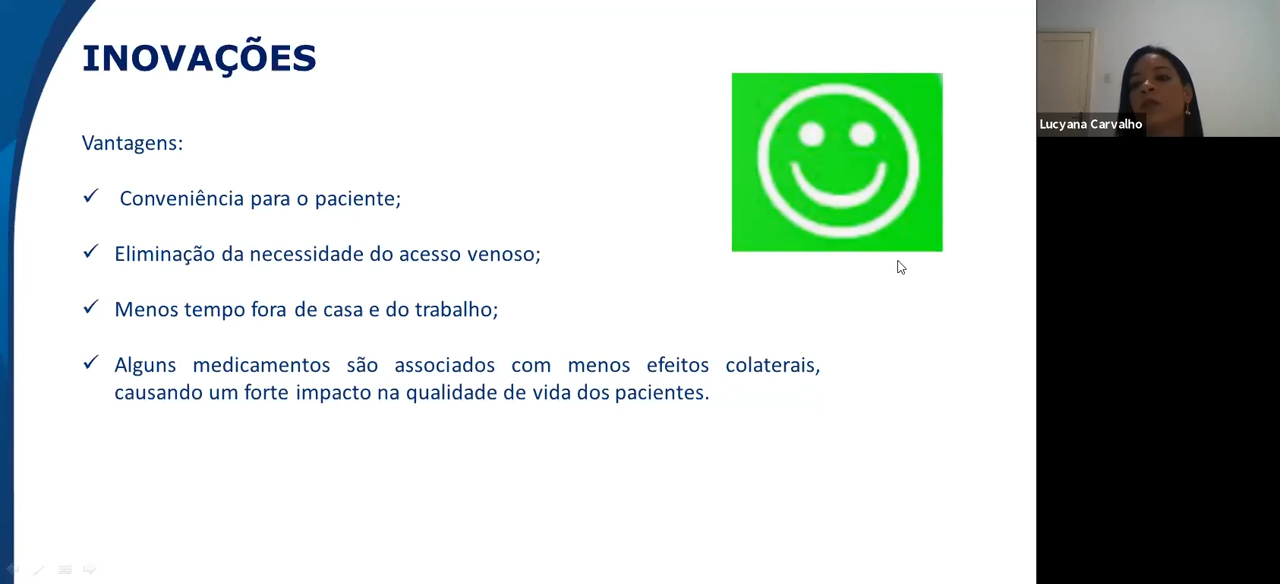 INOVAÇÕES
Vantagens:
✓ Conveniência para o paciente;
✓ Eliminação da necessidade do acesso venoso;
✓ Menos tempo fora de casa e do trabalho;
✓ Alguns medicamentos são associados com menos efeitos colaterais,
causando um forte impacto na qualidade de vida dos pacientes.
Lucyana Carvalho